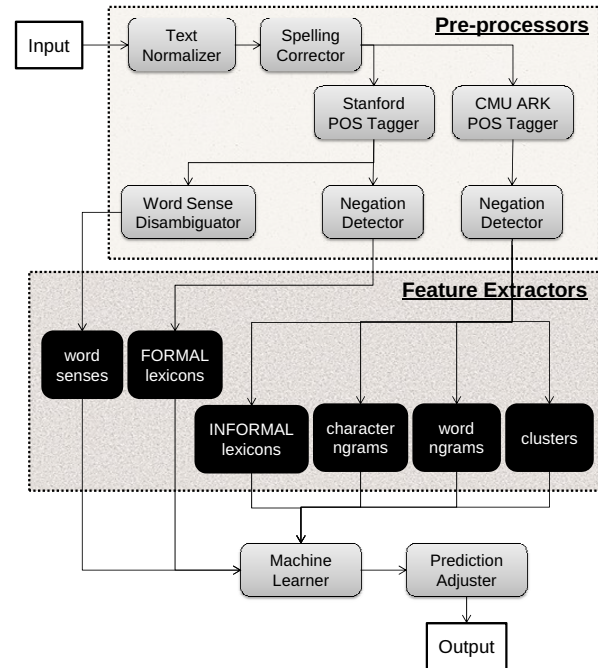 Input
Text
Normalizer
Spelling
Corrector
Pre-processors
Stanford
POS Tagger
CMU ARK
POS Tagger
Word Sense
Disambiguator
Negation
Detector
Negation
Detector
Feature Extractors
word
senses
FORMAL
lexicons
INFORMAL
lexicons
character
ngrams
word
ngrams
clusters
Machine
Learner
Prediction
Adjuster
Output